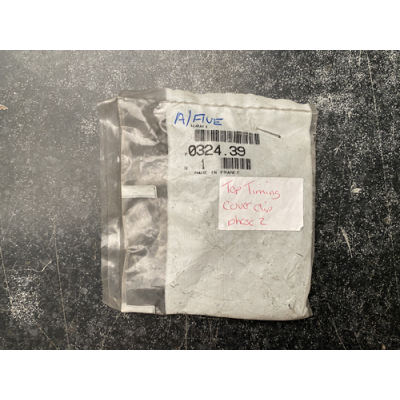 A/FIVE
0324.39
1
MADE IN FRANCE
Top Timing
cover clip
phase 2